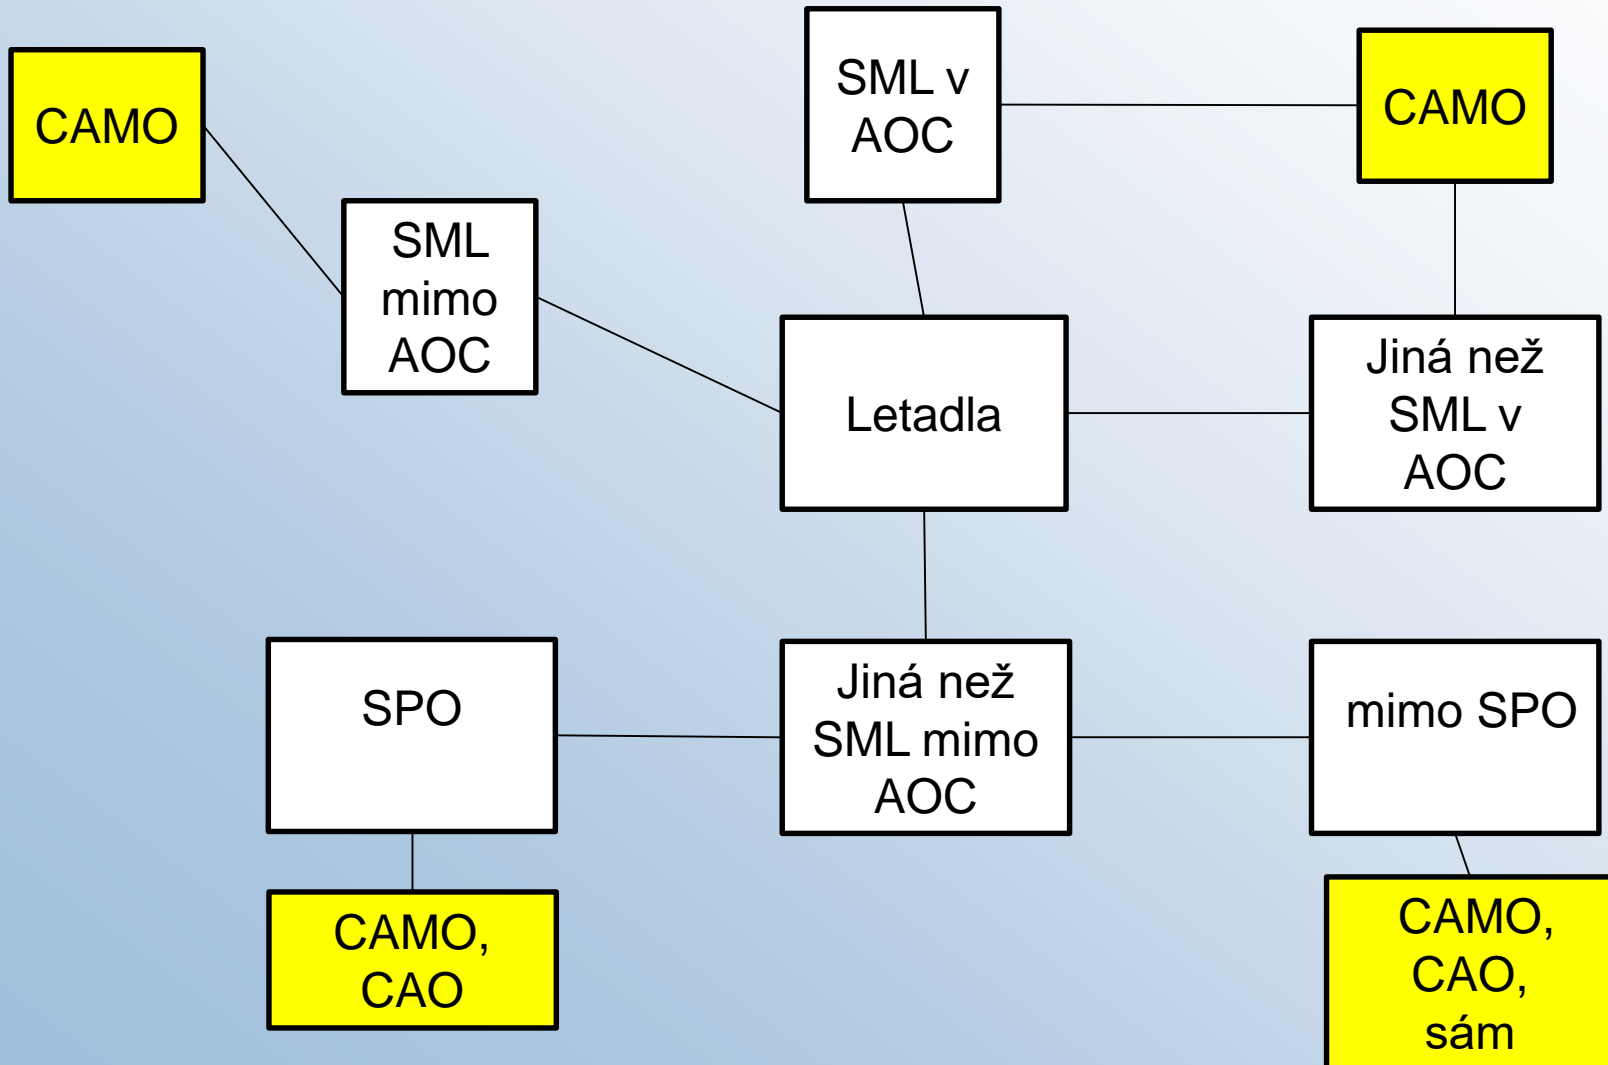 CAMO
SML v
AOC
CAMO
SML
mimo
AOC
Letadla
Jiná než
SML v
AOC
SPO
Jiná než
SML mimo
AOC
mimo SPO
CAMO,
CAO
CAMO,
CAO,
sám